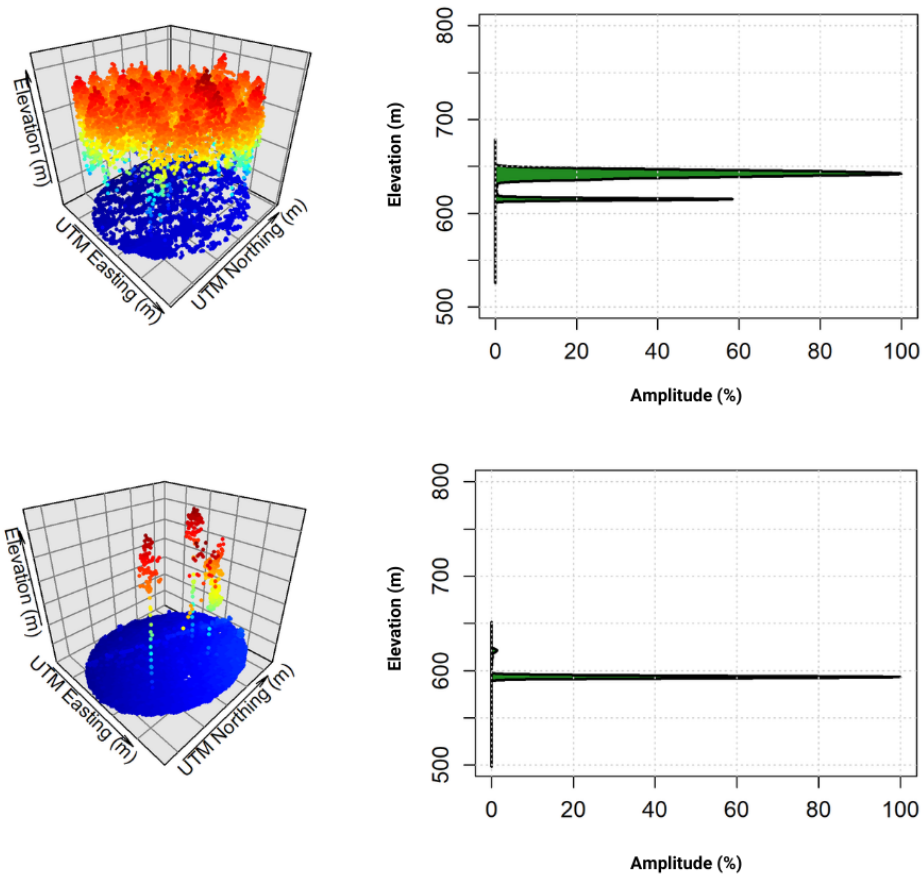 Elevation (m)
UTM Easting (m)
UTM Northing (m)
Elevation (m)
800
700
600
500
0 20 40 60 80 100
Amplitude (%)
Elevation (m)
UTM Easting (m)
UTM Northing (m)
Elevation (m)
800
700
600
500
0 20 40 60 80 100
Amplitude (%)